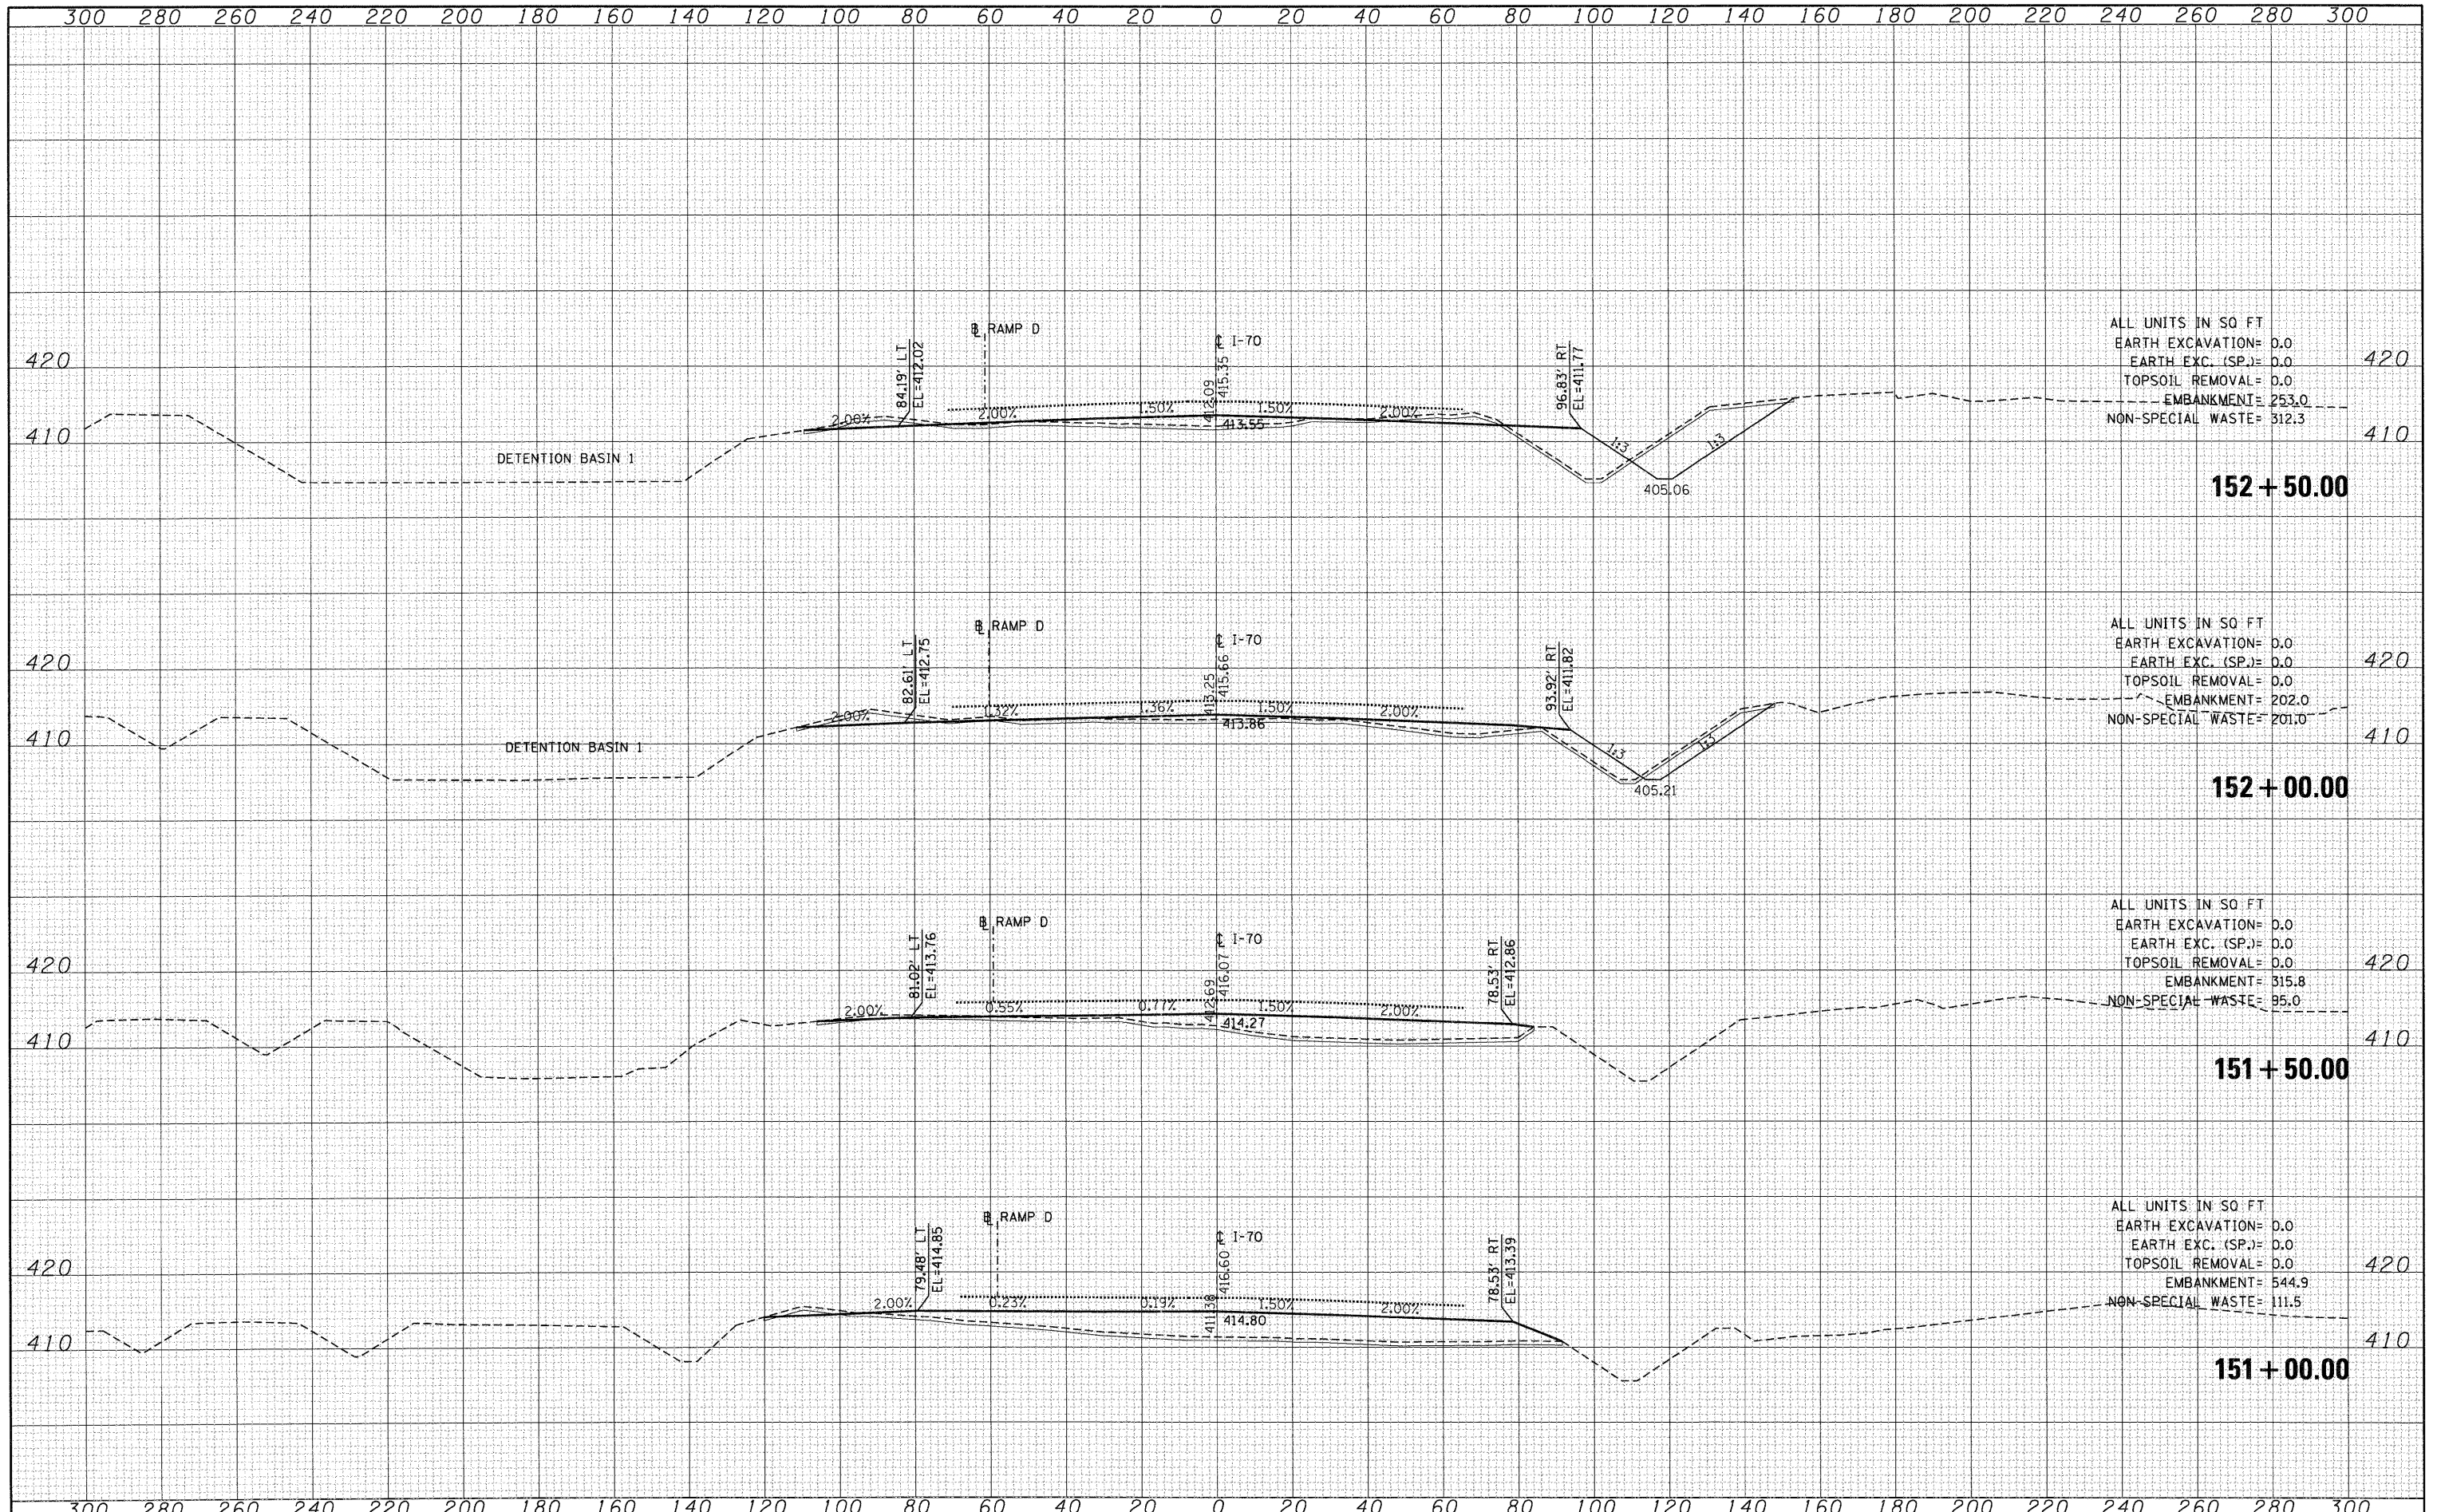 300 280 260 240 220 200 180 160 140 120 100 80 60 40 20 0 20 40 60 80 100 120 140 160 180 200 220 240 260 280 300
ALL UNITS IN SQ FT
EARTH EXCAVATION= 0.0
EARTH EXC. (SP.)= 0.0
TOPSOIL REMOVAL= 0.0
EMBANKMENT= 253.0
NON-SPECIAL WASTE= 312.3
152+50.00
420
410
420
410
DETENTION BASIN 1
℄ RAMP D
℄ I-70
84.19' LT
EL=412.02
412.09
415.35
413.55
96.83' RT
EL=411.77
2.00%
2.00%
1.50%
1.50%
2.00%
1:3
1:3
405.06
ALL UNITS IN SQ FT
EARTH EXCAVATION= 0.0
EARTH EXC. (SP.)= 0.0
TOPSOIL REMOVAL= 0.0
EMBANKMENT= 202.0
NON-SPECIAL WASTE= 201.0
152+00.00
420
410
420
410
DETENTION BASIN 1
℄ RAMP D
℄ I-70
82.61' LT
EL=412.75
413.25
415.66
413.86
93.92' RT
EL=411.82
2.00%
1.32%
1.36%
1.50%
2.00%
1:3
1:3
405.21
ALL UNITS IN SQ FT
EARTH EXCAVATION= 0.0
EARTH EXC. (SP.)= 0.0
TOPSOIL REMOVAL= 0.0
EMBANKMENT= 315.8
NON-SPECIAL WASTE= 95.0
151+50.00
420
410
420
410
℄ RAMP D
℄ I-70
81.02' LT
EL=413.76
412.69
416.07
414.27
78.53' RT
EL=412.86
2.00%
0.55%
0.77%
1.50%
2.00%
ALL UNITS IN SQ FT
EARTH EXCAVATION= 0.0
EARTH EXC. (SP.)= 0.0
TOPSOIL REMOVAL= 0.0
EMBANKMENT= 544.9
NON-SPECIAL WASTE= 111.5
151+00.00
420
410
420
410
℄ RAMP D
℄ I-70
79.48' LT
EL=414.85
411.38
416.60
414.80
78.53' RT
EL=413.39
2.00%
0.23%
0.19%
1.50%
2.00%
300 280 260 240 220 200 180 160 140 120 100 80 60 40 20 0 20 40 60 80 100 120 140 160 180 200 220 240 260 280 300